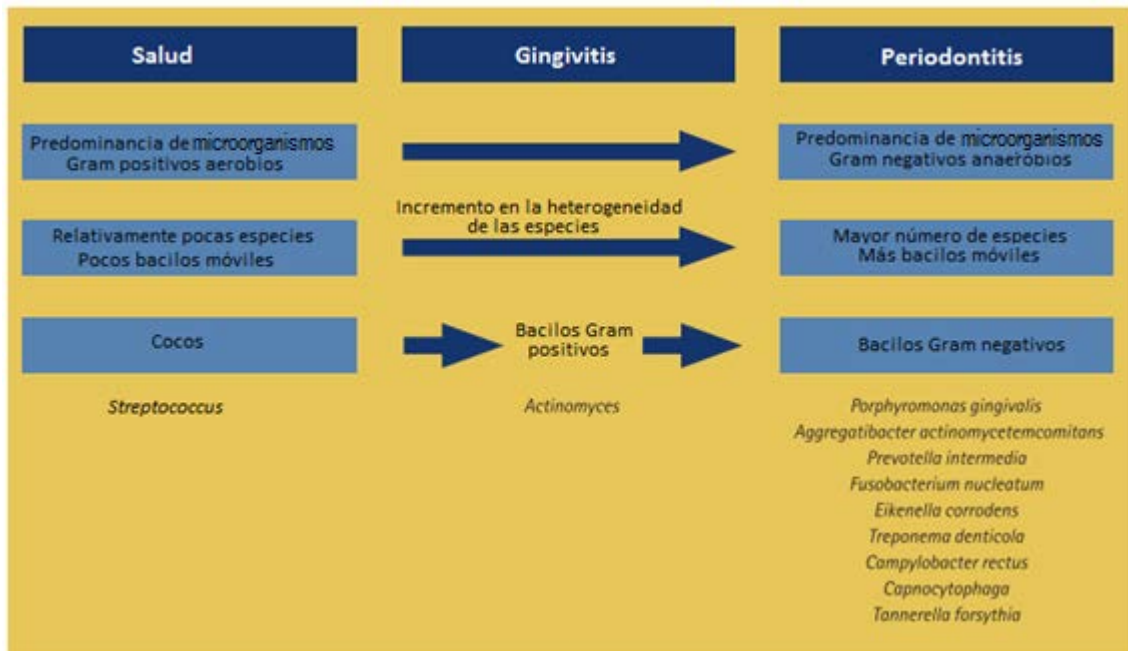 Salud
Gingivitis
Periodontitis
Predominancia de microorganismos
Gram positivos aerobios
Predominancia de microorganismos
Gram negativos anaeróbios
Incremento en la heterogeneidad
de las especies
Relativamente pocas especies
Pocos bacilos móviles
Mayor número de especies
Más bacilos móviles
Cocos
Bacilos Gram
positivos
Bacilos Gram negativos
Streptococcus
Actinomyces
Porphyromonas gingivalis
Aggregatibacter actinomycetemcomitans
Prevotella intermedia
Fusobacterium nucleatum
Eikenella corrodens
Treponema denticola
Campylobacter rectus
Capnocytophaga
Tannerella forsythia